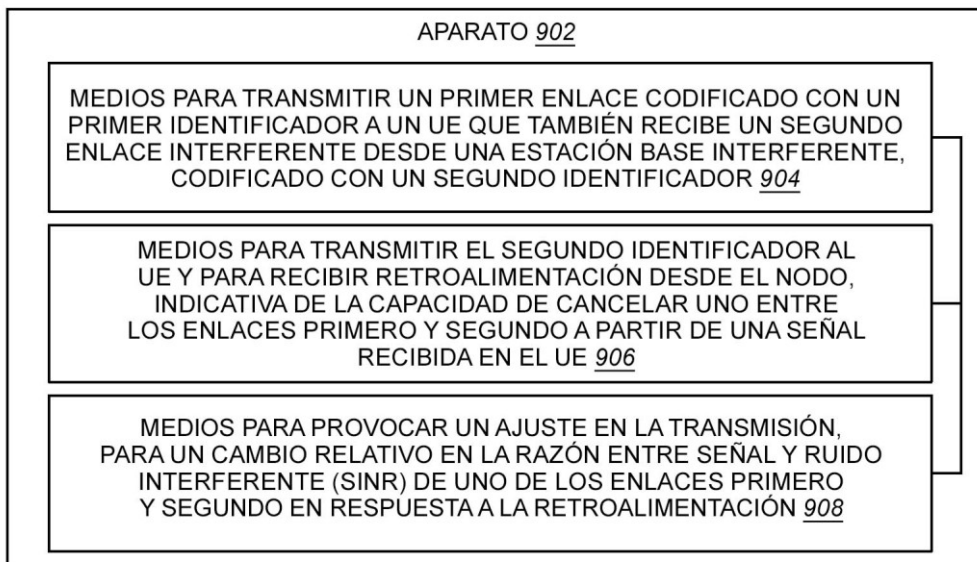 APARATO 902
MEDIOS PARA TRANSMITIR UN PRIMER ENLACE CODIFICADO CON UN
PRIMER IDENTIFICADOR A UN UE QUE TAMBIÉN RECIBE UN SEGUNDO
ENLACE INTERFERENTE DESDE UNA ESTACIÓN BASE INTERFERENTE,
CODIFICADO CON UN SEGUNDO IDENTIFICADOR 904
MEDIOS PARA TRANSMITIR EL SEGUNDO IDENTIFICADOR AL
UE Y PARA RECIBIR RETROALIMENTACIÓN DESDE EL NODO,
INDICATIVA DE LA CAPACIDAD DE CANCELAR UNO ENTRE
LOS ENLACES PRIMERO Y SEGUNDO A PARTIR DE UNA SEÑAL
RECIBIDA EN EL UE 906
MEDIOS PARA PROVOCAR UN AJUSTE EN LA TRANSMISIÓN,
PARA UN CAMBIO RELATIVO EN LA RAZÓN ENTRE SEÑAL Y RUIDO
INTERFERENTE (SINR) DE UNO DE LOS ENLACES PRIMERO
Y SEGUNDO EN RESPUESTA A LA RETROALIMENTACIÓN 908